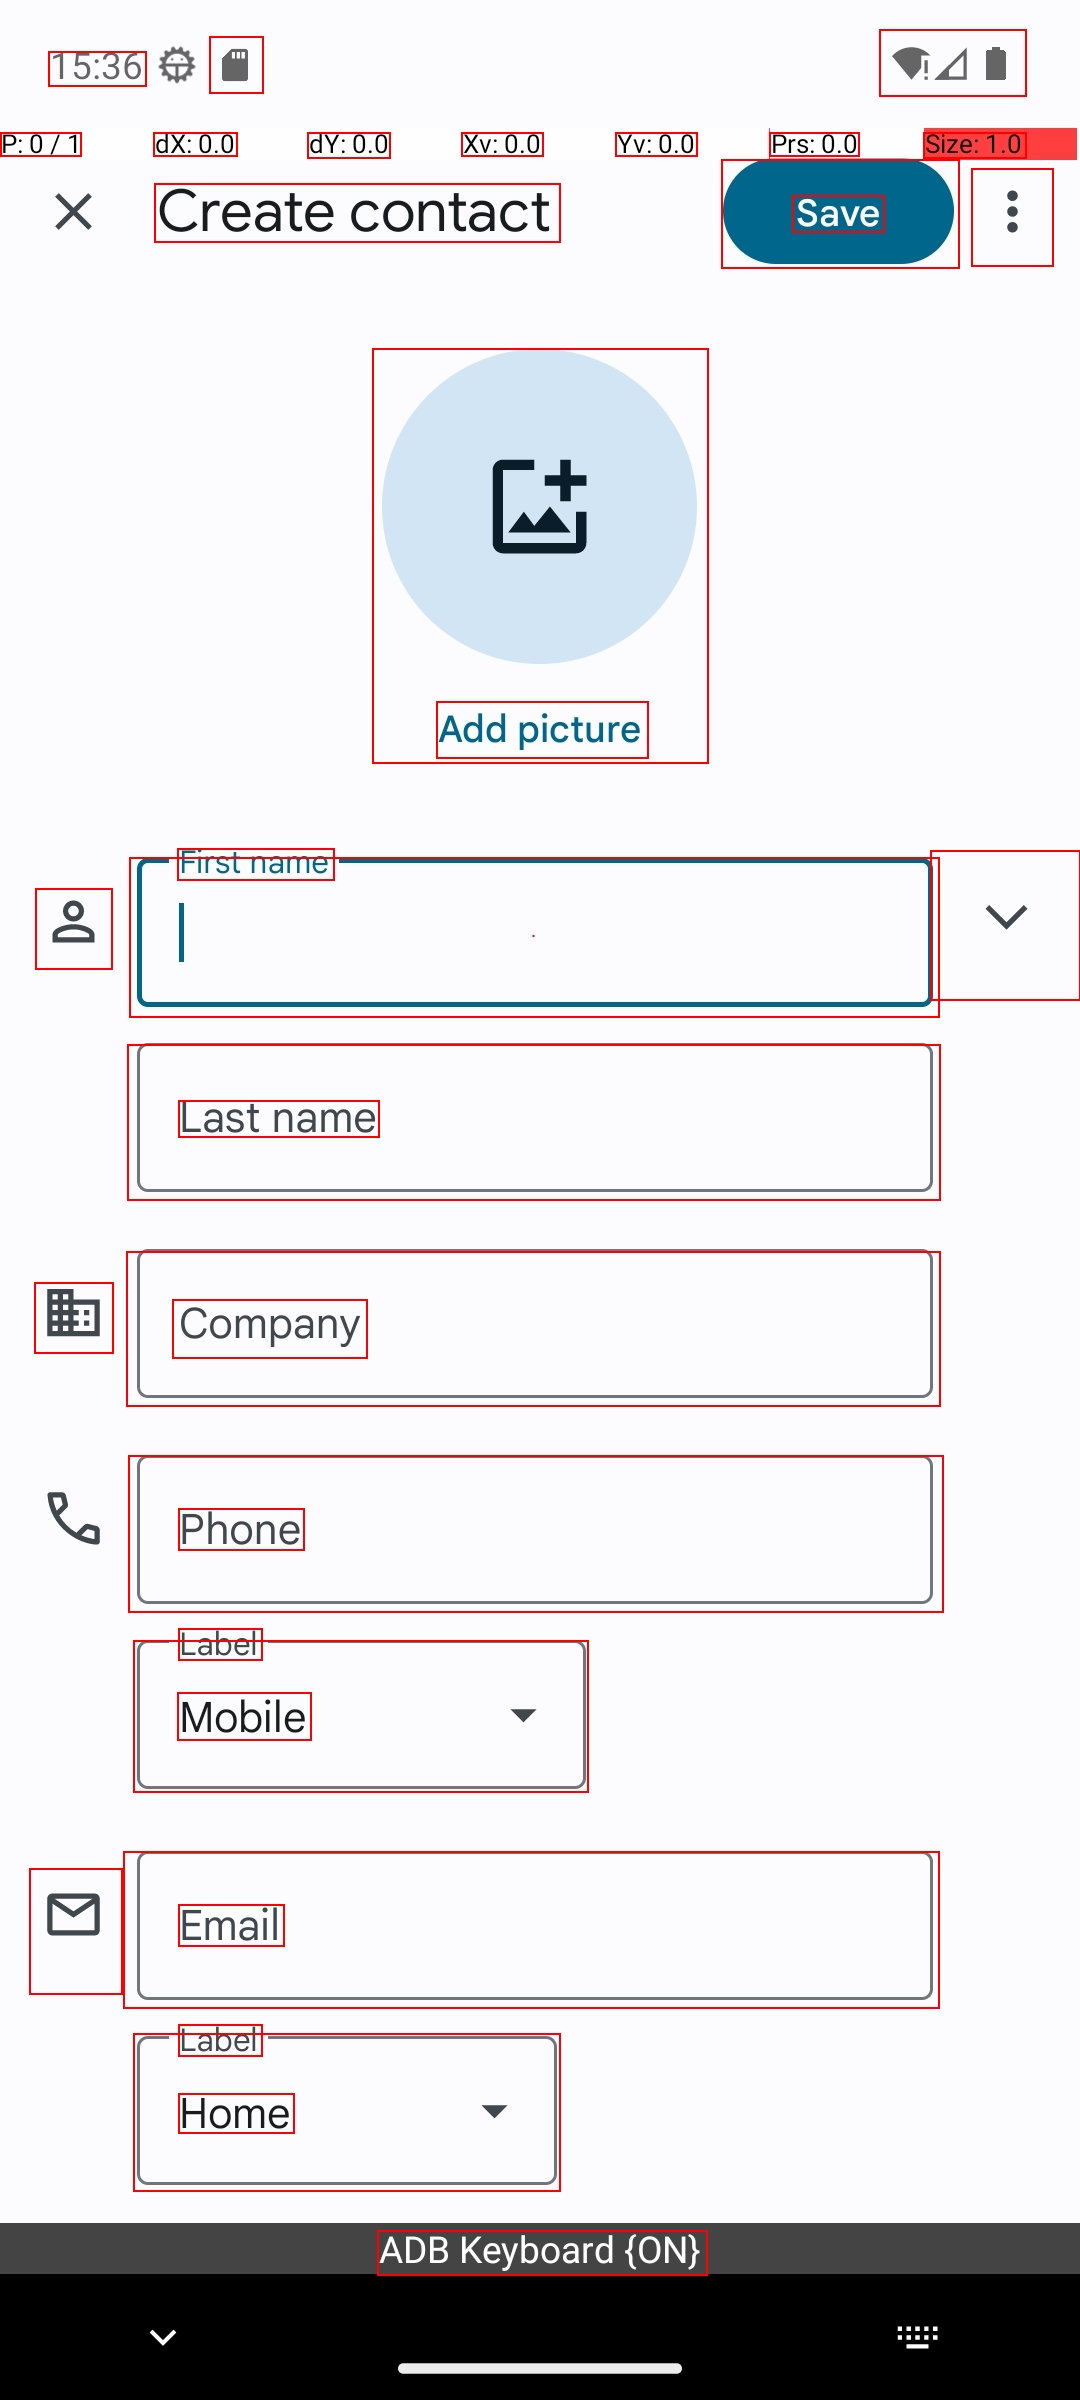 15:36
P: 0 / 1 dX: 0.0 dY: 0.0 Xv: 0.0 Yv: 0.0 Prs: 0.0 Size: 1.0
Create contact Save
Add picture
First name
Last name
Company
Phone
Label
Mobile
Email
Label
Home
ADB Keyboard {ON}